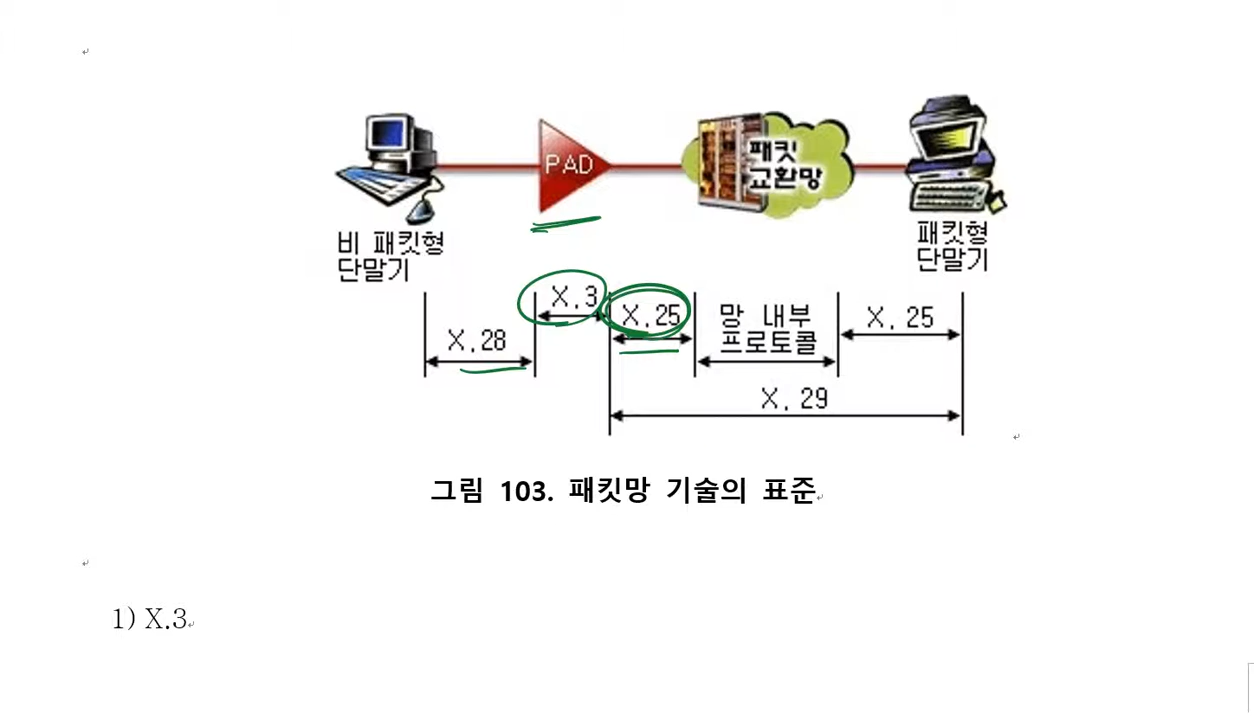 PAD
패킷
교환망
비 패킷형
단말기
패킷형
단말기
X.3
X.25
망 내부
프로토콜
X. 25
X.28
X. 29
그림 103. 패킷망 기술의 표준
1) X.3